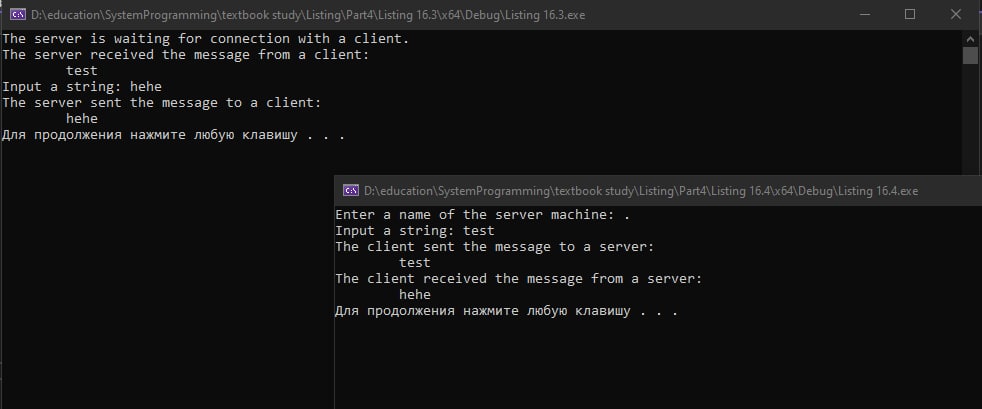 D:\education\SystemProgramming\textbook study\Listing\Part4\Listing 16.3\x64\Debug\Listing 16.3.exe
The server is waiting for connection with a client.
The server received the message from a client:
test
Input a string: hehe
The server sent the message to a client:
hehe
Для продолжения нажмите любую клавишу . . .
D:\education\SystemProgramming\textbook study\Listing\Part4\Listing 16.4\x64\Debug\Listing 16.4.exe
Enter a name of the server machine: .
Input a string: test
The client sent the message to a server:
test
The client received the message from a server:
hehe
Для продолжения нажмите любую клавишу . . .